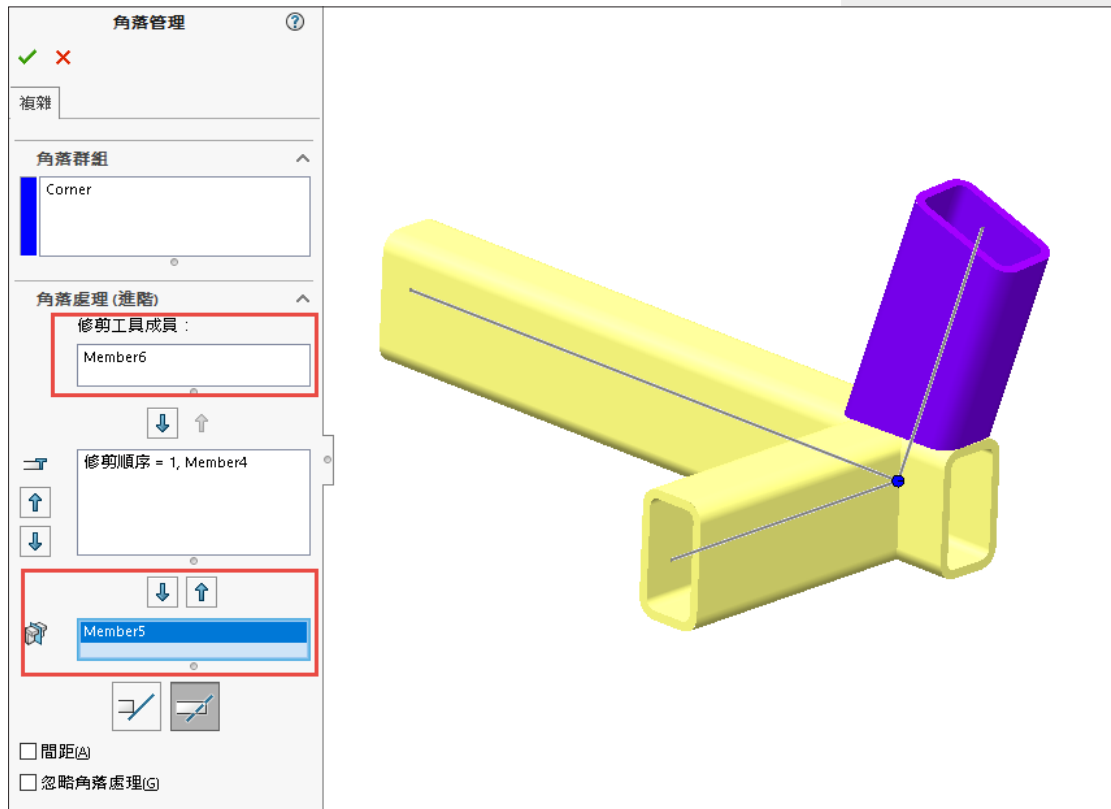 角落管理
複雜
角落群組
Corner
角落處理 (進階)
修剪工具成員：
Member6
修剪順序 = 1, Member4
Member5
間距(A)
忽略角落處理(G)